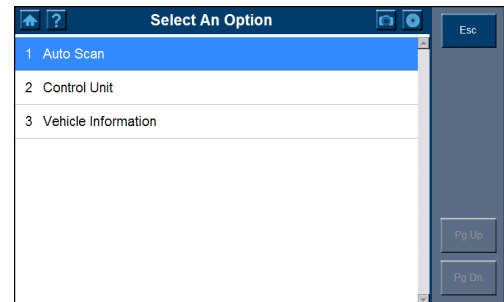 ?
Select An Option
Esc
1 Auto Scan
2 Control Unit
3 Vehicle Information
Pg Up
Pg Dn